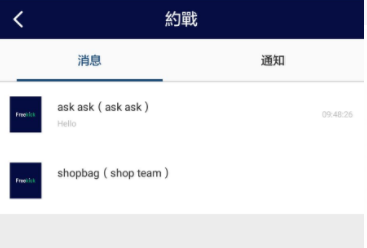 約戰
消息 通知
ask ask ( ask ask )
09:48:26
Hello
shopbag ( shop team )